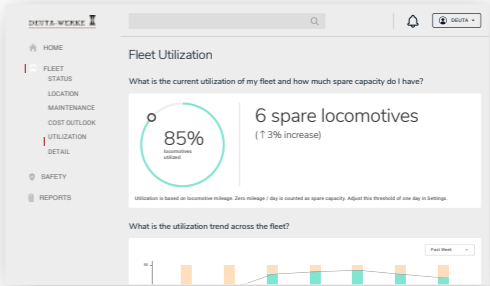 DEUTA-WERKE
DEUTA
HOME
FLEET
STATUS
LOCATION
MAINTENANCE
COST OUTLOOK
UTILIZATION
DETAIL
SAFETY
REPORTS
Fleet Utilization
What is the current utilization of my fleet and how much spare capacity do I have?
85%
locomotives
utilized
6 spare locomotives
(↑3% increase)
Utilization is based on locomotive mileage. Zero mileage / day is counted as spare capacity. Adjust this threshold of one day in Settings.
What is the utilization trend across the fleet?
Past Week